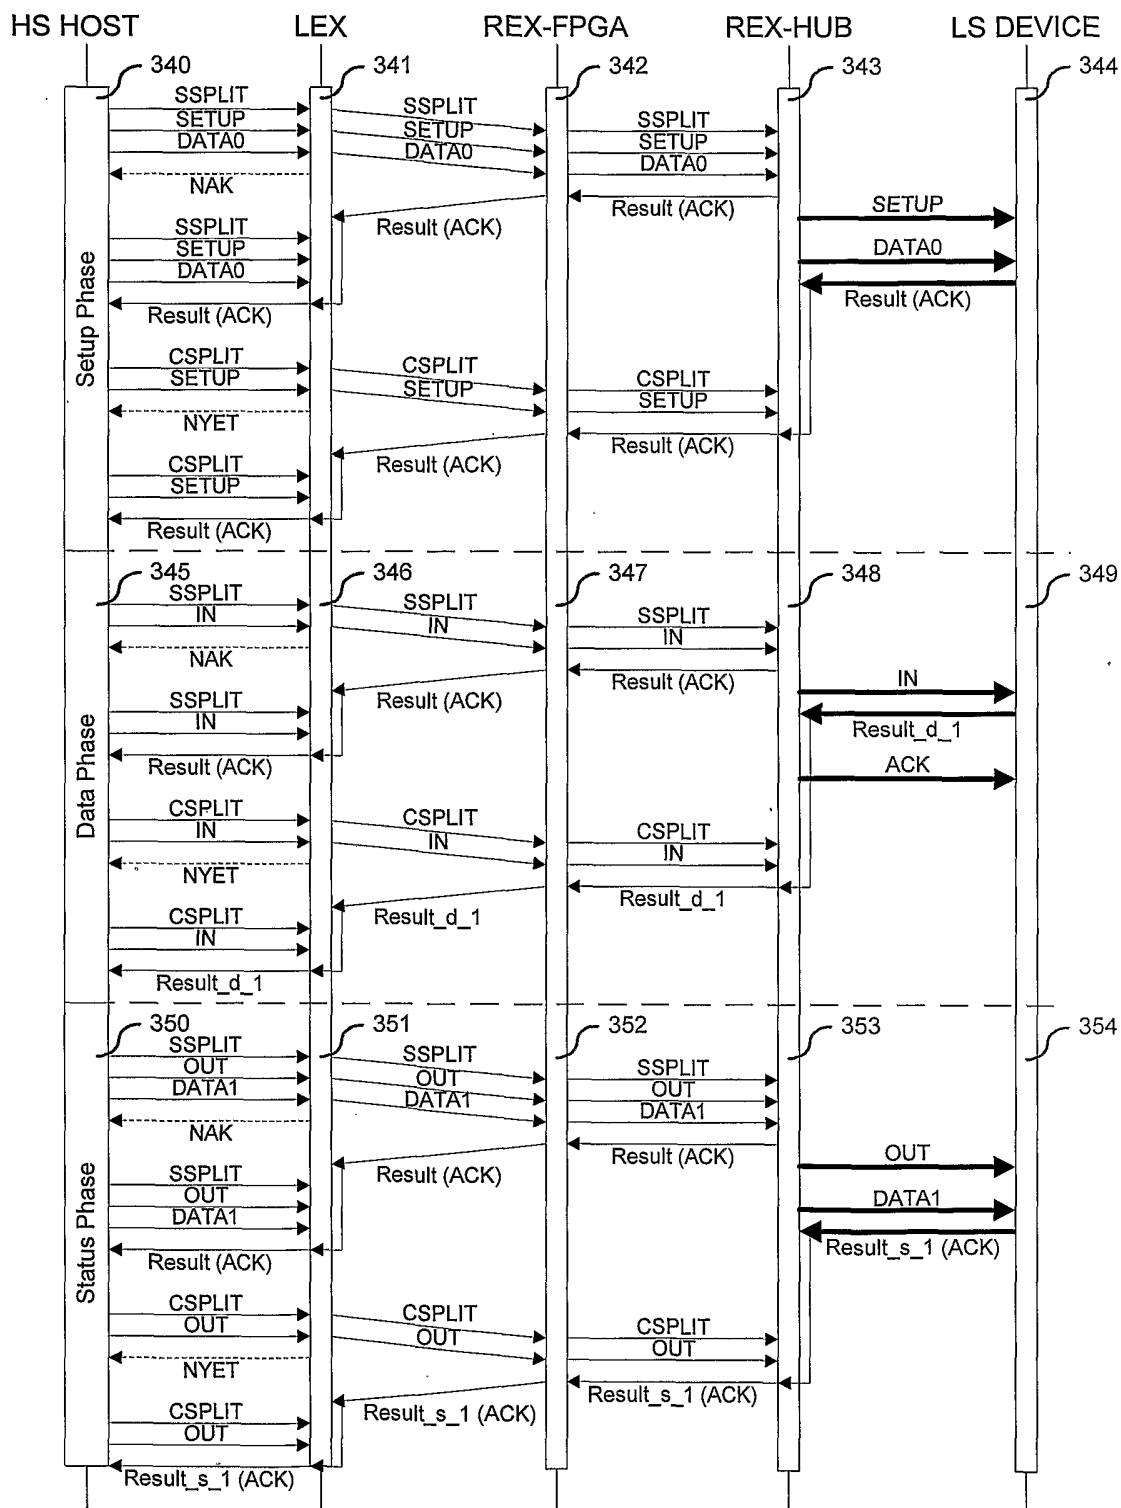 HS HOST LEX REX-FPGA REX-HUB LS DEVICE
340 341 342 343 344
SSPLIT SSPLIT SSPLIT
SETUP SETUP SETUP
DATA0 DATA0 DATA0
NAK
Result (ACK) Result (ACK) SETUP
SSPLIT
SETUP DATA0
DATA0
Result (ACK) Result (ACK)
Setup Phase
CSPLIT CSPLIT CSPLIT
SETUP SETUP SETUP
NYET
Result (ACK) Result (ACK)
CSPLIT
SETUP
Result (ACK)
345 346 347 348 349
SSPLIT SSPLIT SSPLIT
IN IN IN
NAK
Result (ACK) Result (ACK) IN
SSPLIT
IN Result_d_1
Result (ACK) ACK
Data Phase
CSPLIT CSPLIT CSPLIT
IN IN IN
NYET
Result_d_1 Result_d_1
CSPLIT
IN
Result_d_1
350 351 352 353 354
SSPLIT SSPLIT SSPLIT
OUT OUT OUT
DATA1 DATA1 DATA1
NAK
Result (ACK) Result (ACK) OUT
SSPLIT
OUT DATA1
DATA1
Result (ACK) Result_s_1 (ACK)
Status Phase
CSPLIT CSPLIT CSPLIT
OUT OUT OUT
NYET
Result_s_1 (ACK) Result_s_1 (ACK)
CSPLIT
OUT
Result_s_1 (ACK)